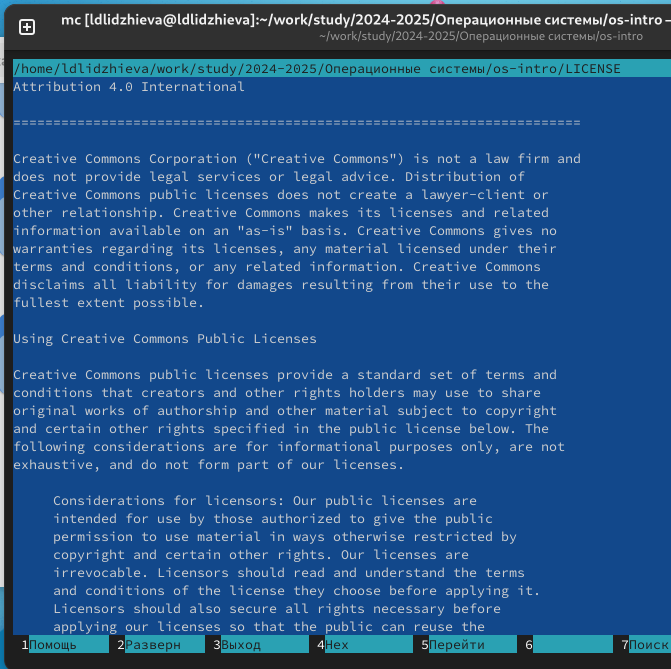 mc [ldlidzhieva@ldlidzhieva]:~/work/study/2024-2025/Операционные системы/os-intro –
~/work/study/2024-2025/Операционные системы/os-intro
/home/ldlidzhieva/work/study/2024-2025/Операционные системы/os-intro/LICENSE
Attribution 4.0 International
=======================================================================
Creative Commons Corporation ("Creative Commons") is not a law firm and
does not provide legal services or legal advice. Distribution of
Creative Commons public licenses does not create a lawyer-client or
other relationship. Creative Commons makes its licenses and related
information available on an "as-is" basis. Creative Commons gives no
warranties regarding its licenses, any material licensed under their
terms and conditions, or any related information. Creative Commons
disclaims all liability for damages resulting from their use to the
fullest extent possible.
Using Creative Commons Public Licenses
Creative Commons public licenses provide a standard set of terms and
conditions that creators and other rights holders may use to share
original works of authorship and other material subject to copyright
and certain other rights specified in the public license below. The
following considerations are for informational purposes only, are not
exhaustive, and do not form part of our licenses.
Considerations for licensors: Our public licenses are
intended for use by those authorized to give the public
permission to use material in ways otherwise restricted by
copyright and certain other rights. Our licenses are
irrevocable. Licensors should read and understand the terms
and conditions of the license they choose before applying it.
Licensors should also secure all rights necessary before
applying our licenses so that the public can reuse the
1Помощь 2Разверн 3Выход 4Hex 5Перейти 6 7Поиск